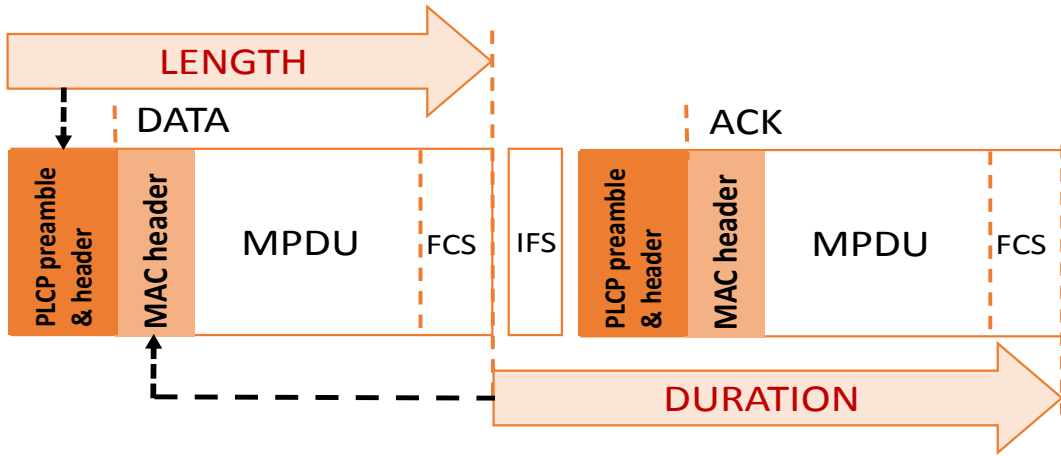 LENGTH
DATA
ACK
PLCP preamble
& header
MAC header
MPDU
FCS
IFS
PLCP preamble
& header
MAC header
MPDU
FCS
DURATION